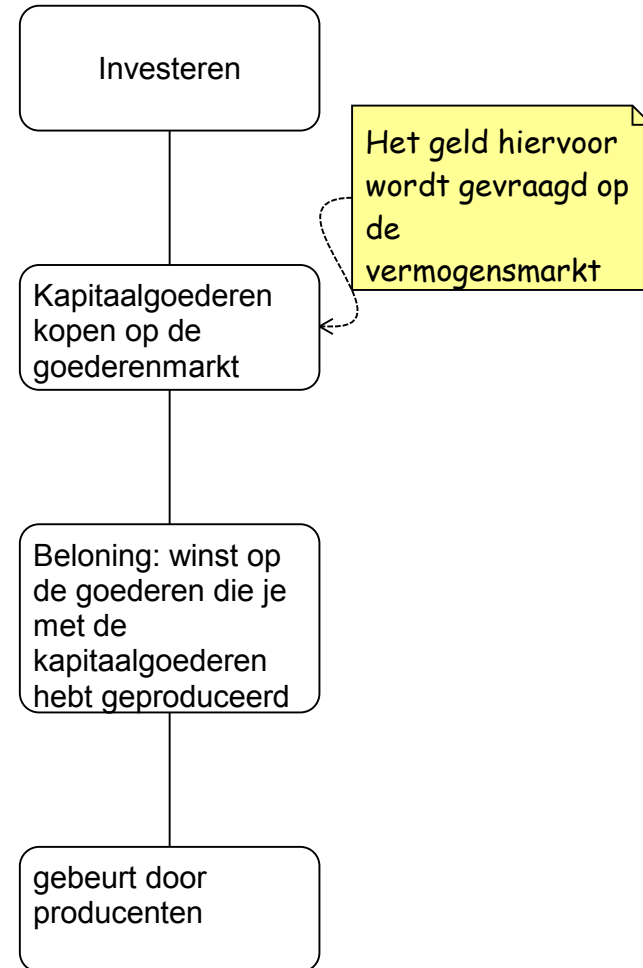 Investeren
Het geld hiervoor
wordt gevraagd op
de
vermogensmarkt
Kapitaalgoederen
kopen op de
goederenmarkt
Beloning: winst op
de goederen die je
met de
kapitaalgoederen
hebt geproduceerd
gebeurt door
producenten